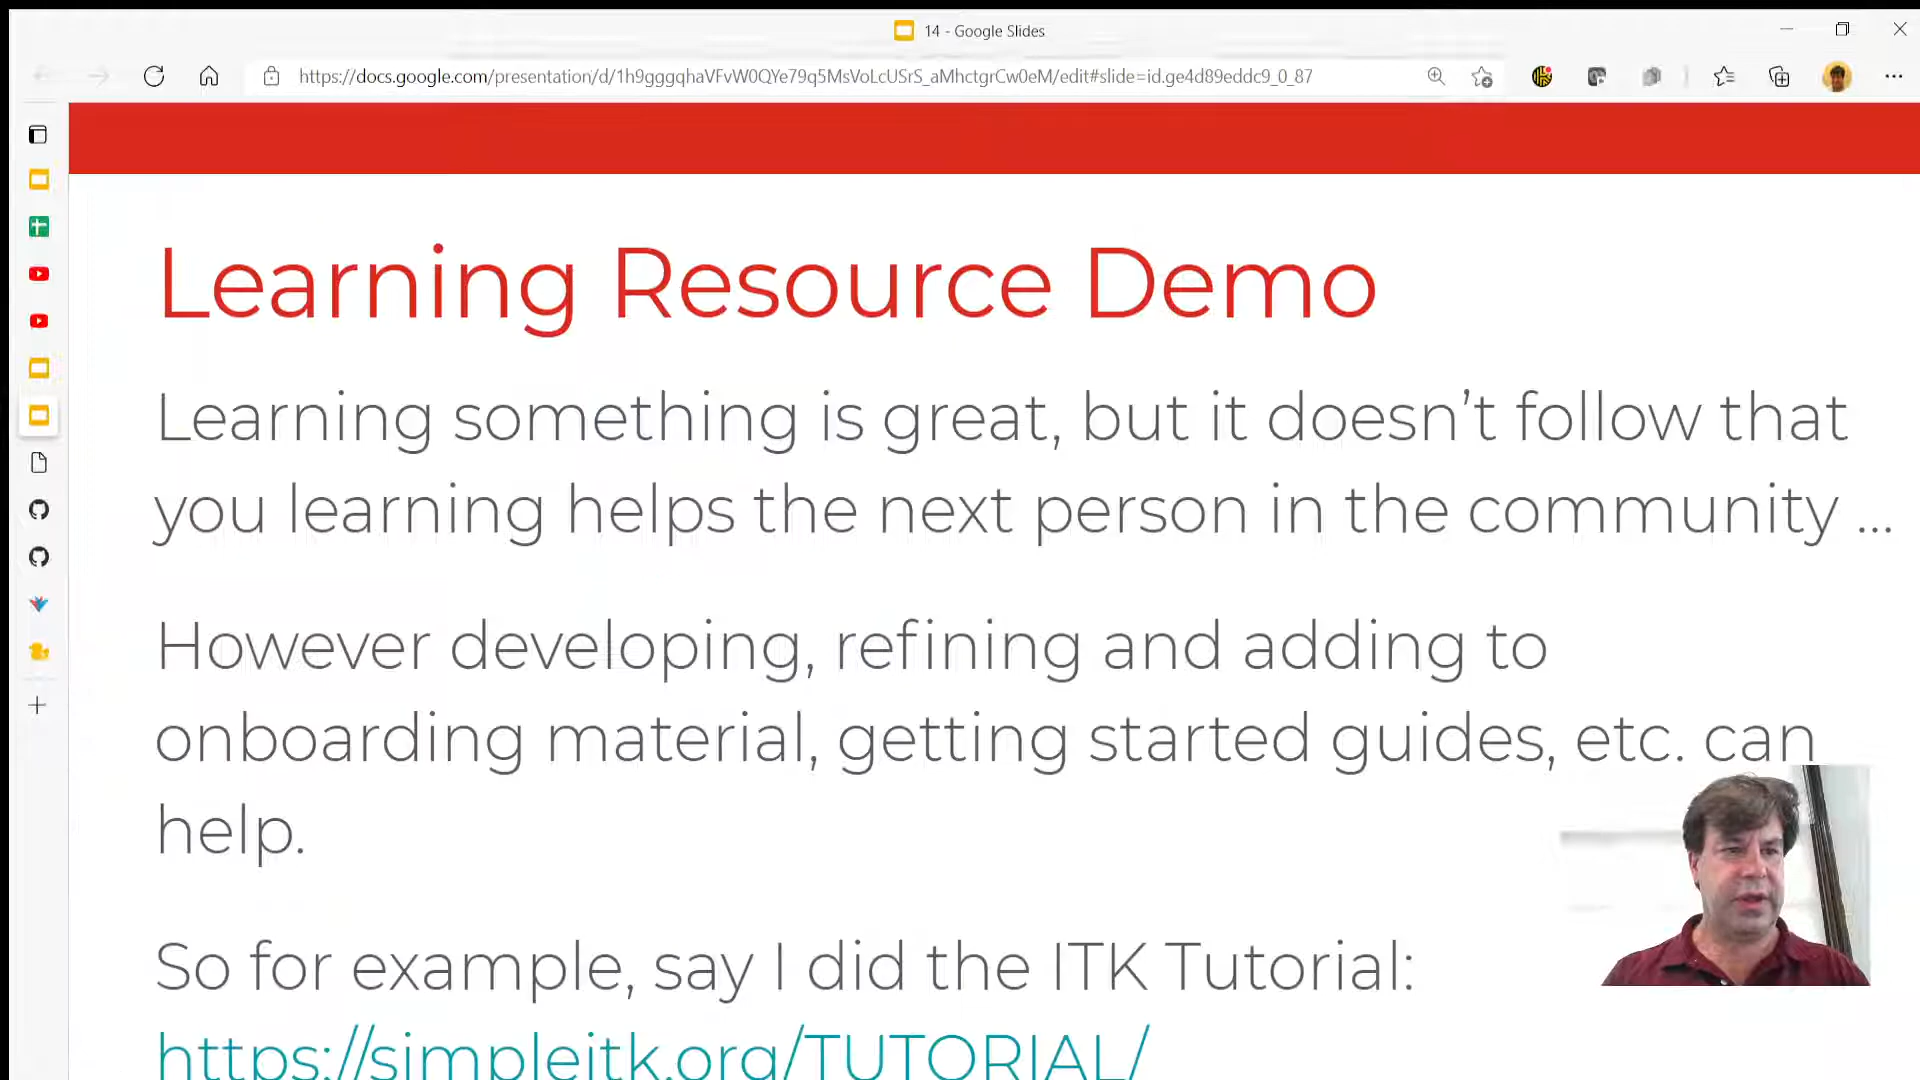 14 - Google Slides
https://docs.google.com/presentation/d/1h9gggqhaVFvW0QYe79q5MsVoLcUSrS_aMhctgrCw0eM/edit#slide=id.ge4d89eddc9_0_87
Learning Resource Demo
Learning something is great, but it doesn’t follow that
you learning helps the next person in the community ...
However developing, refining and adding to
onboarding material, getting started guides, etc. can
help.
So for example, say I did the ITK Tutorial:
https://simpleitk.org/TUTORIAL/